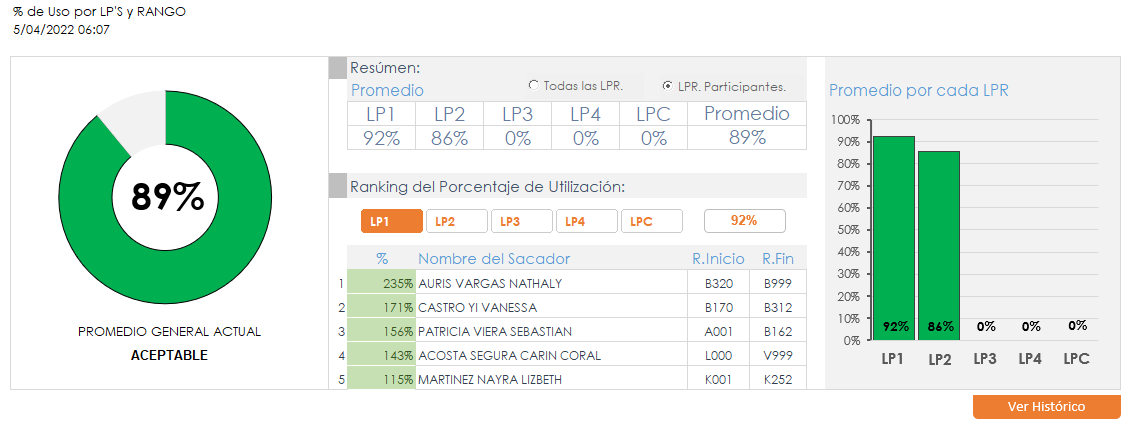 % de Uso por LP'S y RANGO
5/04/2022 06:07
89%
PROMEDIO GENERAL ACTUAL
ACEPTABLE
Resúmen:
Promedio
Todas las LPR.
LPR. Participantes.
LP1 LP2 LP3 LP4 LPC Promedio
92% 86% 0% 0% 0% 89%
Ranking del Porcentaje de Utilización:
LP1 LP2 LP3 LP4 LPC 92%
% Nombre del Sacador R.Inicio R.Fin
1 235% AURIS VARGAS NATHALY B320 B999
2 171% CASTRO YI VANESSA B170 B312
3 156% PATRICIA VIERA SEBASTIAN A001 B162
4 143% ACOSTA SEGURA CARIN CORAL L000 V999
5 115% MARTINEZ NAYRA LIZBETH K001 K252
Promedio por cada LPR
100%
90%
80%
70%
60%
50%
40%
30%
20%
10%
0%
92% 86% 0% 0% 0%
LP1 LP2 LP3 LP4 LPC
Ver Histórico